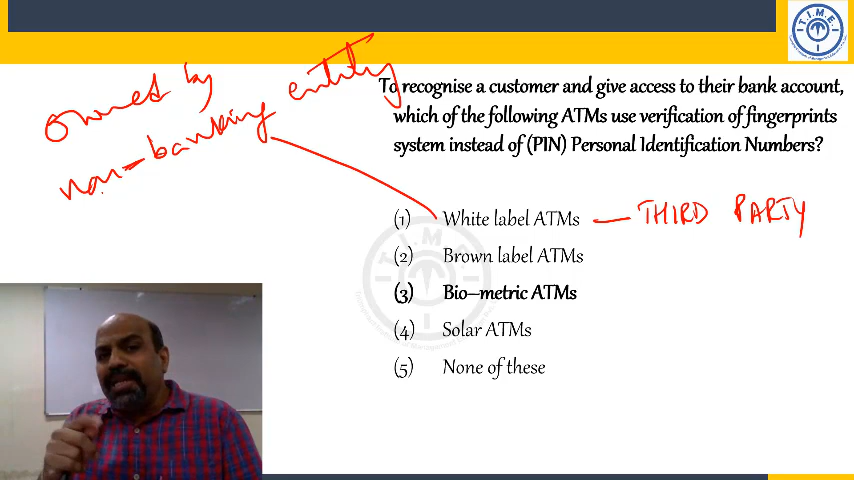 T.I.M.E.
owned by
non-banking entity
To recognise a customer and give access to their bank account,
which of the following ATMs use verification of fingerprints
system instead of (PIN) Personal Identification Numbers?
(1) White label ATMs — THIRD PARTY
(2) Brown label ATMs
(3) Bio–metric ATMs
(4) Solar ATMs
(5) None of these